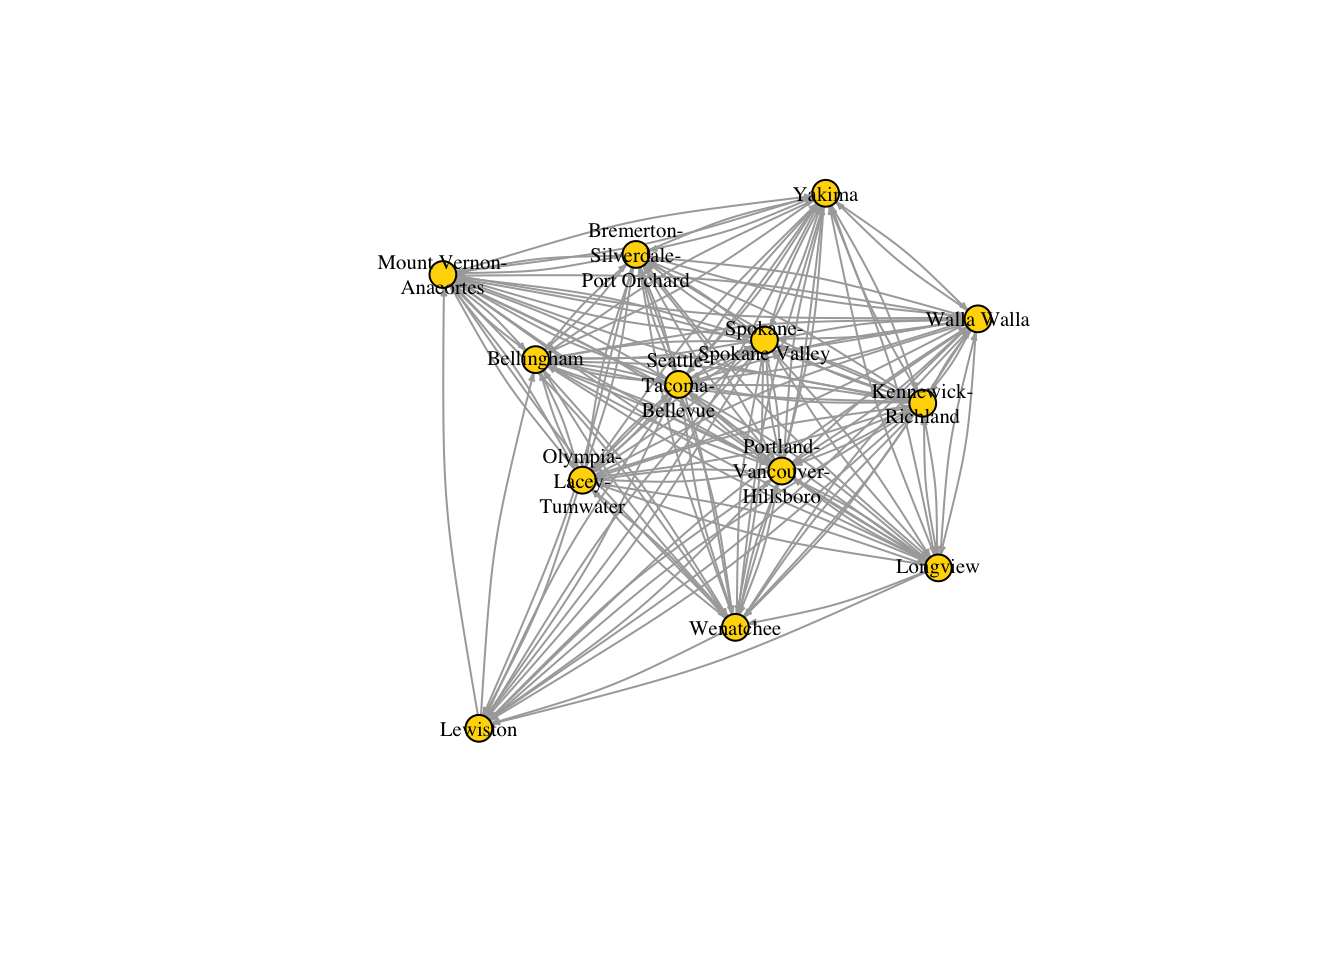 Yakima
Bremerton-
Silverdale-
Port Orchard
Mount Vernon-
Anacortes
Walla Walla
Spokane-
Spokane Valley
Bellingham
Seattle-
Tacoma-
Bellevue
Kennewick-
Richland
Portland-
Vancouver-
Hillsboro
Olympia-
Lacey-
Tumwater
Longview
Wenatchee
Lewiston